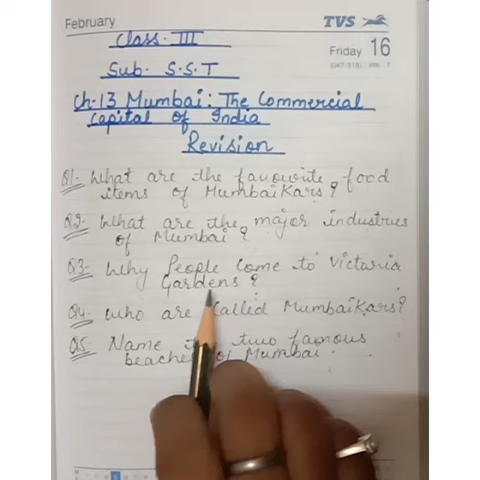 February
TVS
Friday 16
Class- III
Sub- S.S.T
Ch-13 Mumbai: The Commercial
Capital of India
Revision
Q1- What are the favourite food
items of MumbaiKars?
Q2- What are the major industries
of Mumbai?
Q3- Why People Come to Victoria
Gardens?
Q4- Who are Called MumbaiKars?
Q5- Name two famous
beaches of Mumbai.